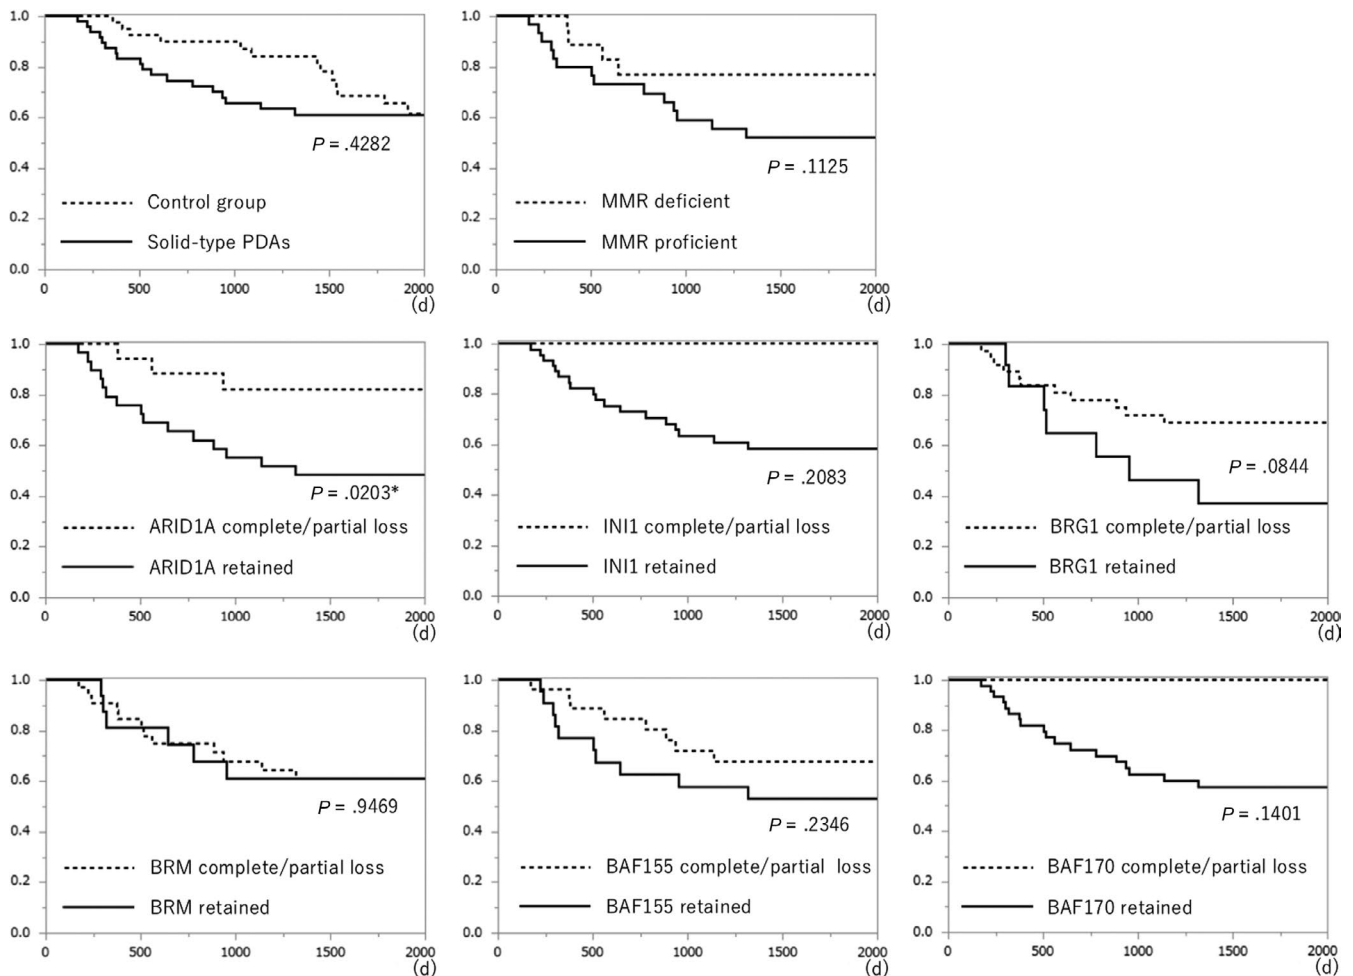 1.0
0.8
0.6
0.4
0.2
0.0
P = .4282
Control group
Solid-type PDAs
0 500 1000 1500 2000
(d)
1.0
0.8
0.6
0.4
0.2
0.0
P = .1125
MMR deficient
MMR proficient
0 500 1000 1500 2000
(d)
1.0
0.8
0.6
0.4
0.2
0.0
P = .0203*
ARID1A complete/partial loss
ARID1A retained
0 500 1000 1500 2000
(d)
1.0
0.8
0.6
0.4
0.2
0.0
P = .2083
INI1 complete/partial loss
INI1 retained
0 500 1000 1500 2000
(d)
1.0
0.8
0.6
0.4
0.2
0.0
P = .0844
BRG1 complete/partial loss
BRG1 retained
0 500 1000 1500 2000
(d)
1.0
0.8
0.6
0.4
0.2
0.0
P = .9469
BRM complete/partial loss
BRM retained
0 500 1000 1500 2000
(d)
1.0
0.8
0.6
0.4
0.2
0.0
P = .2346
BAF155 complete/partial loss
BAF155 retained
0 500 1000 1500 2000
(d)
1.0
0.8
0.6
0.4
0.2
0.0
P = .1401
BAF170 complete/partial loss
BAF170 retained
0 500 1000 1500 2000
(d)